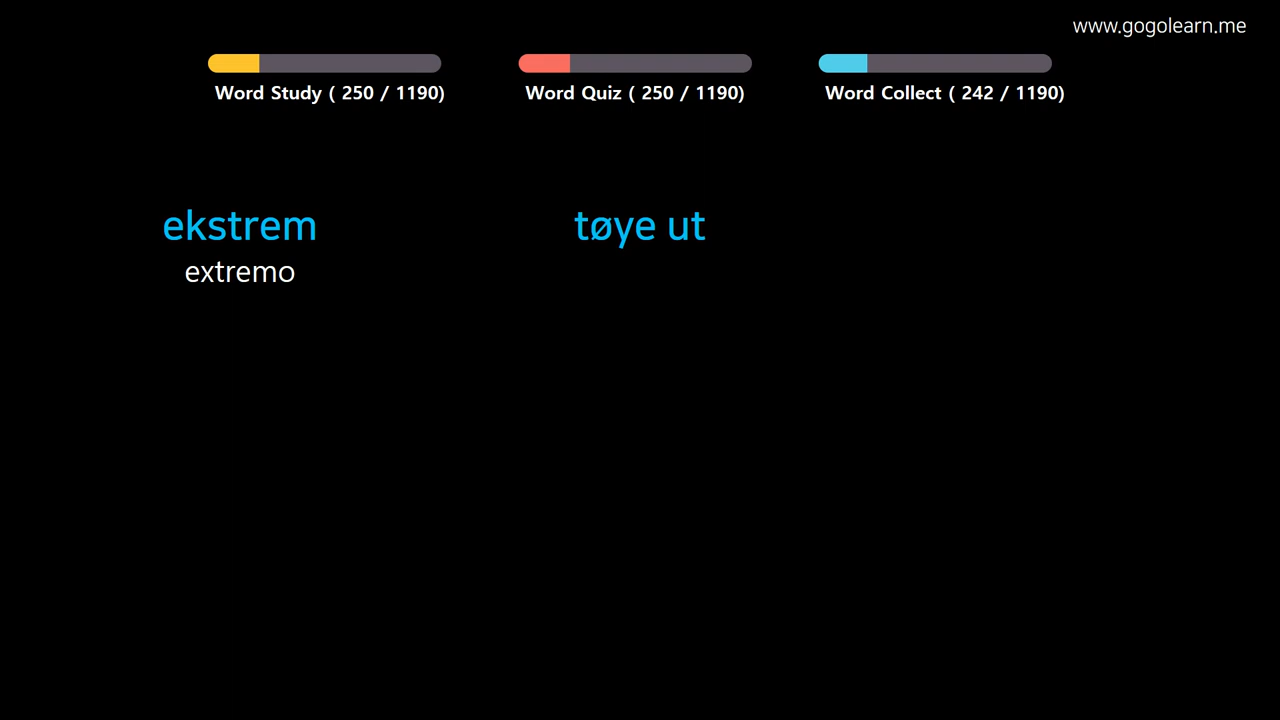 www.gogolearn.me
Word Study ( 250 / 1190)
Word Quiz ( 250 / 1190)
Word Collect ( 242 / 1190)
ekstrem
extremo
tøye ut